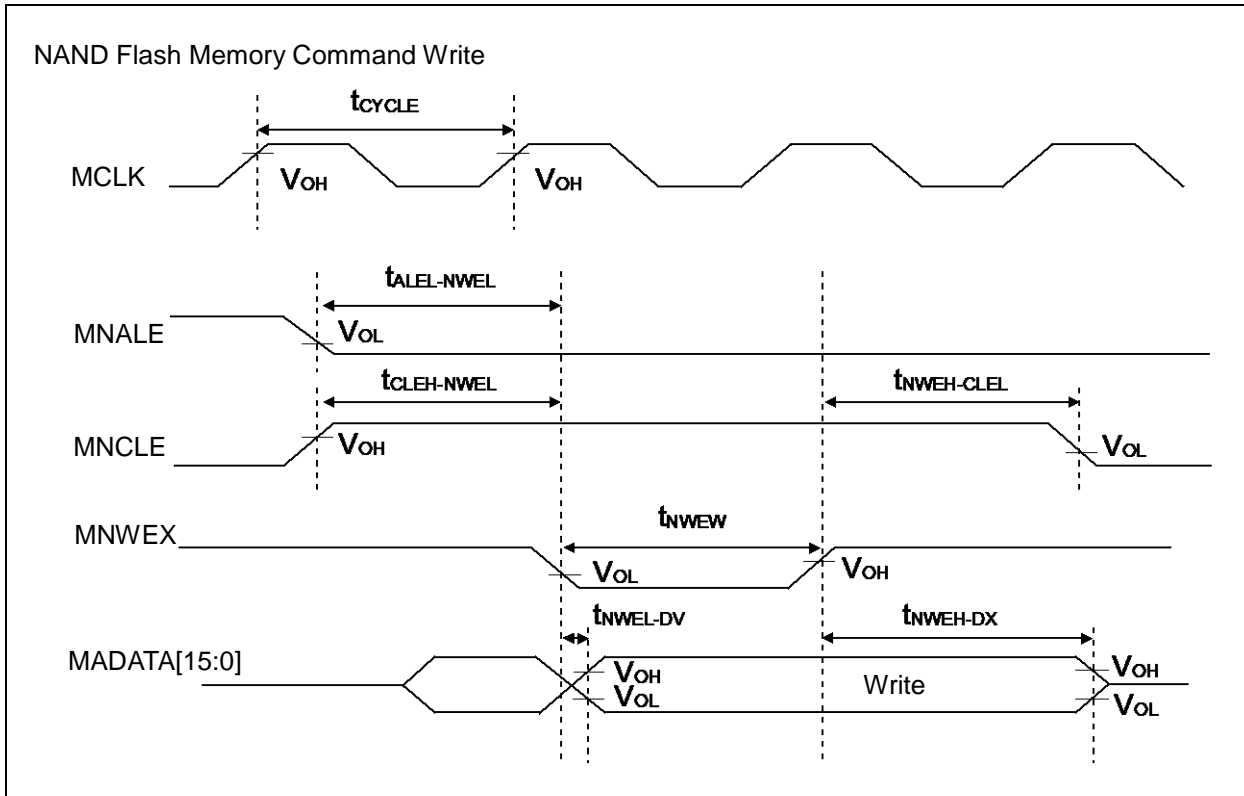 NAND Flash Memory Command Write
tCYCLE
MCLK
VOH
VOH
tALEL-NWEL
MNALE
VOL
tCLEH-NWEL
tNWEH-CLEL
MNCLE
VOH
VOL
MNWEX
tNWEW
VOL
VOH
tNWEL-DV
tNWEH-DX
MADATA[15:0]
VOH
VOL
Write
VOH
VOL